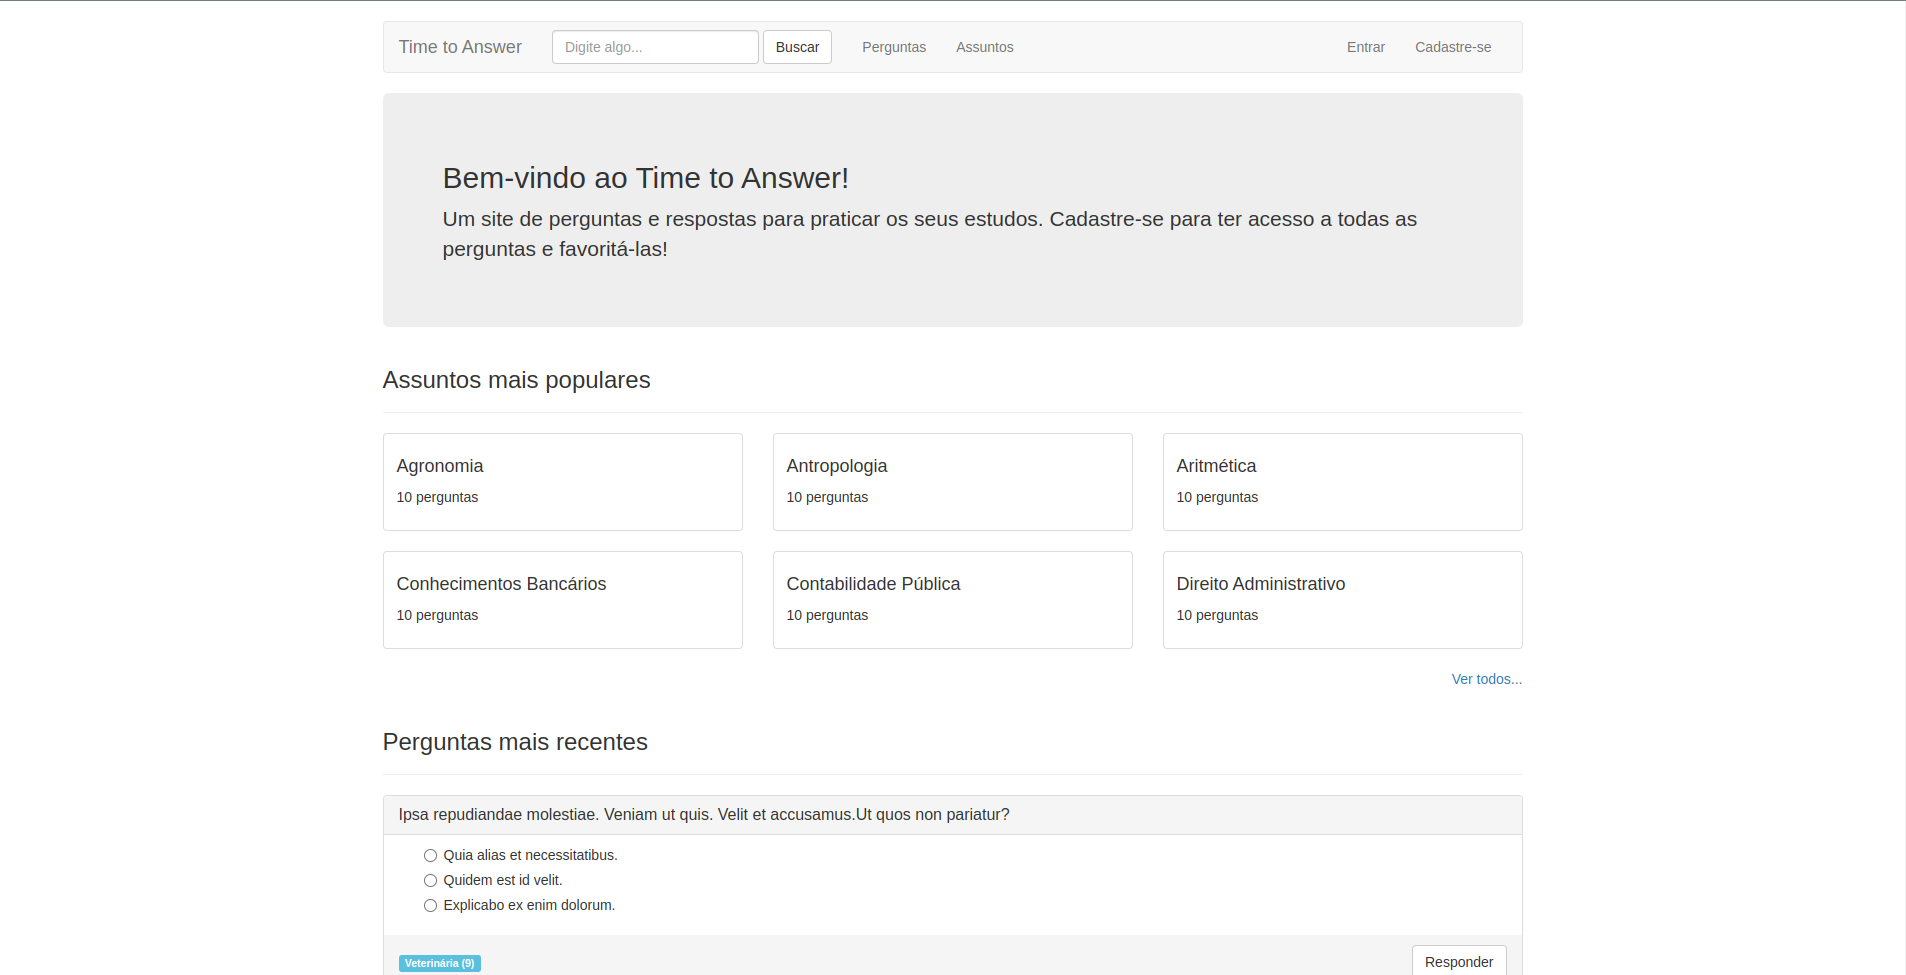 Time to Answer Digite algo... Buscar Perguntas Assuntos Entrar Cadastre-se
Bem-vindo ao Time to Answer!
Um site de perguntas e respostas para praticar os seus estudos. Cadastre-se para ter acesso a todas as
perguntas e favoritá-las!
Assuntos mais populares
Agronomia
10 perguntas
Antropologia
10 perguntas
Aritmética
10 perguntas
Conhecimentos Bancários
10 perguntas
Contabilidade Pública
10 perguntas
Direito Administrativo
10 perguntas
Ver todos...
Perguntas mais recentes
Ipsa repudiandae molestiae. Veniam ut quis. Velit et accusamus.Ut quos non pariatur?
Quia alias et necessitatibus.
Quidem est id velit.
Explicabo ex enim dolorum.
Veterinária (9) Responder